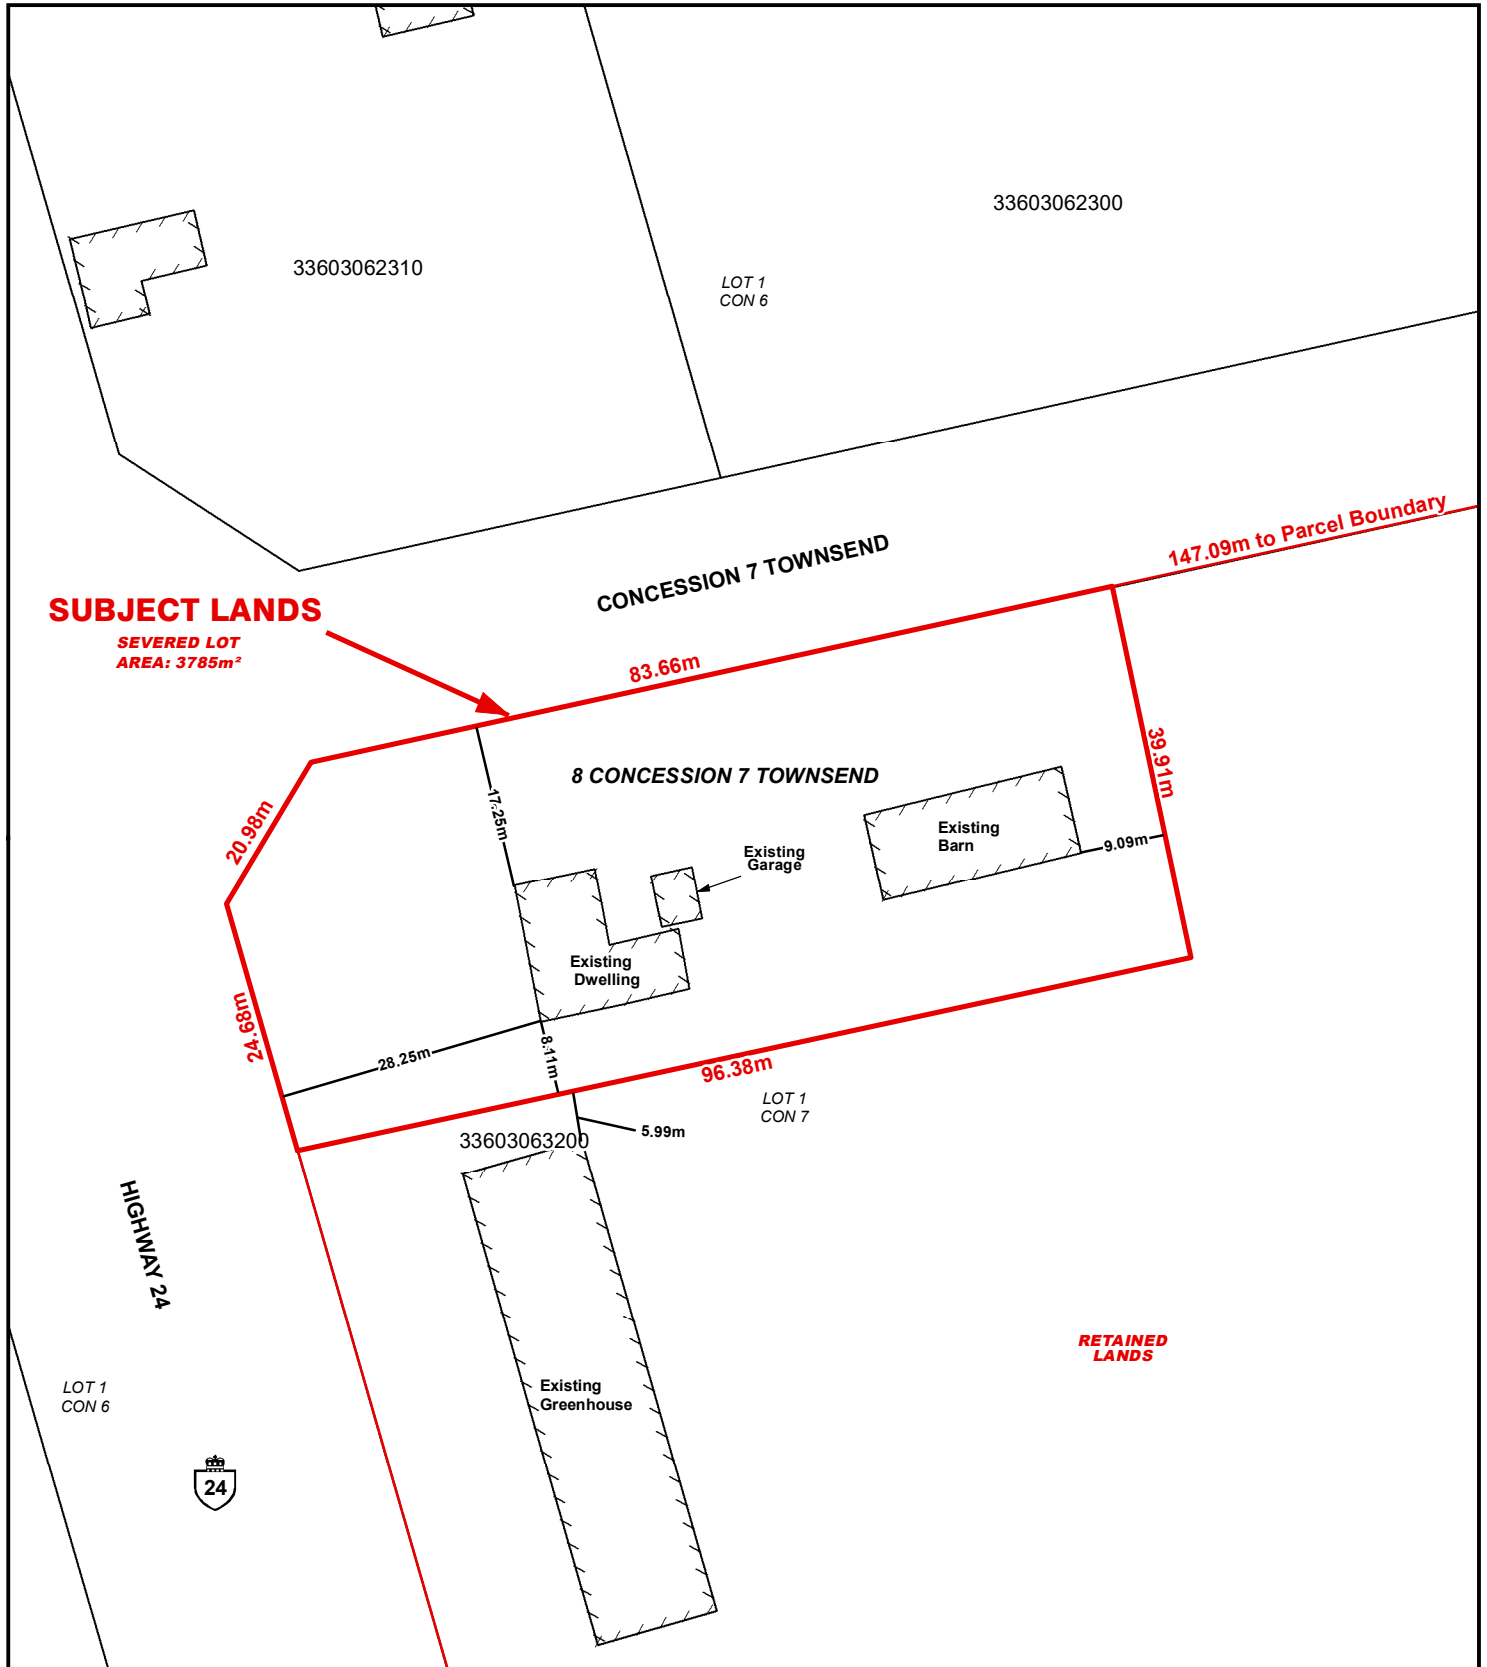 33603062300
33603062310
LOT 1
CON 6
147.09m to Parcel Boundary
CONCESSION 7 TOWNSEND
SUBJECT LANDS
SEVERED LOT
AREA: 3785m²
83.66m
39.91m
8 CONCESSION 7 TOWNSEND
17.25m
20.98m
Existing
Barn
9.09m
Existing
Garage
Existing
Dwelling
24.68m
28.25m
8.11m
96.38m
LOT 1
CON 7
5.99m
33603063200
HIGHWAY 24
RETAINED
LANDS
Existing
Greenhouse
LOT 1
CON 6
24